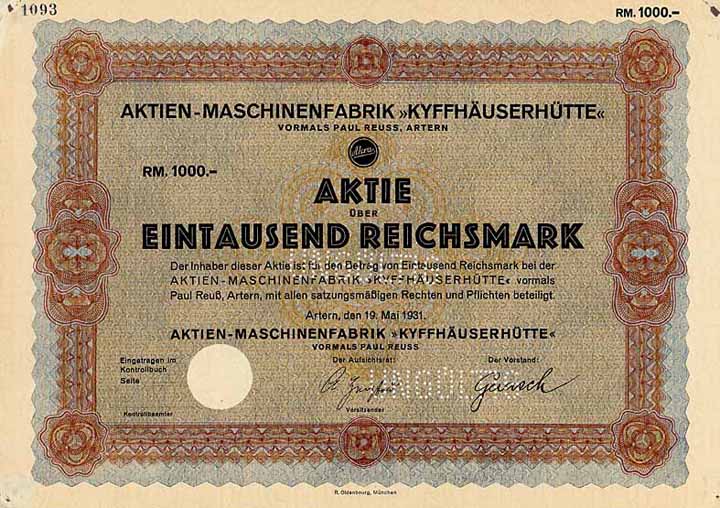 1093
RM. 1000.-
AKTIEN-MASCHINENFABRIK »KYFFHÄUSERHÜTTE«
VORMALS PAUL REUSS, ARTERN
RM. 1000.-
AKTIE
ÜBER
EINTAUSEND REICHSMARK
Der Inhaber dieser Aktie ist für den Betrag von Eintausend Reichsmark bei der
AKTIEN-MASCHINENFABRIK »KYFFHÄUSERHÜTTE« vormals
Paul Reuß, Artern, mit allen satzungsmäßigen Rechten und Pflichten beteiligt.
Artern, den 19. Mai 1931.
AKTIEN-MASCHINENFABRIK »KYFFHÄUSERHÜTTE«
VORMALS PAUL REUSS
Eingetragen im
Kontrollbuch
Seite
Der Aufsichtsrat:
Der Vorstand:
Kontrollbeamter
Vorsitzender
R. Oldenbourg, München